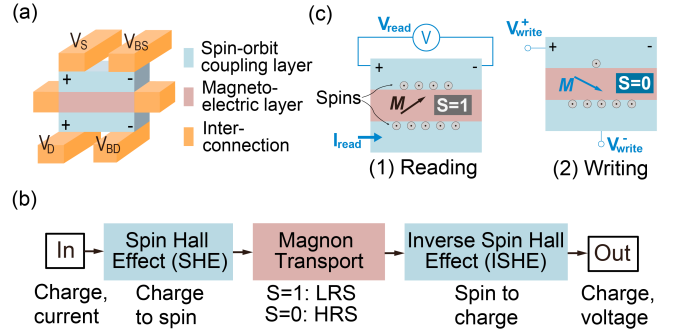 (a)
V_S
V_BS
+ -
+ -
V_D
V_BD
Spin-orbit
coupling layer
Magneto-
electric layer
Inter-
connection
(c)
V_read
V
+ -
Spins
M
S=1
I_read
(1) Reading
V_write^+
+ -
M
S=0
V_write^-
(2) Writing
(b)
In
Spin Hall
Effect (SHE)
Magnon
Transport
Inverse Spin Hall
Effect (ISHE)
Out
Charge,
current
Charge
to spin
S=1: LRS
S=0: HRS
Spin to
charge
Charge,
voltage